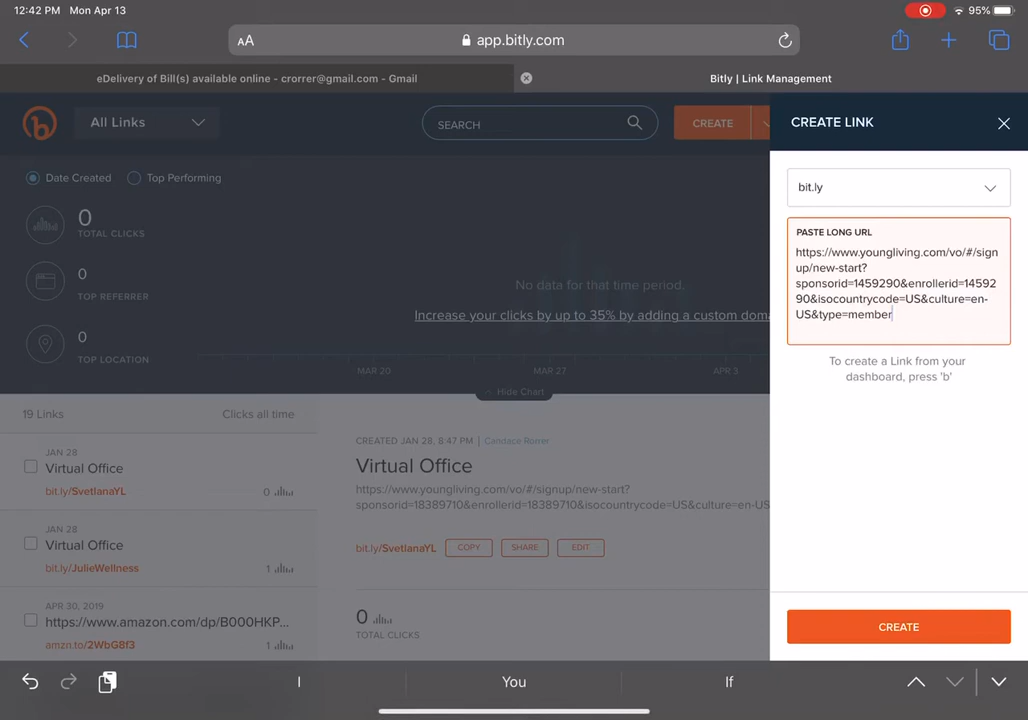 12:42 PM Mon Apr 13
95%
AA
app.bitly.com
eDelivery of Bill(s) available online - crorrer@gmail.com - Gmail
Bitly | Link Management
b
All Links
SEARCH
CREATE
CREATE LINK
Date Created
Top Performing
0
TOTAL CLICKS
0
TOP REFERRER
0
TOP LOCATION
No data for that time period.
Increase your clicks by up to 35% by adding a custom doma
MAR 20
MAR 27
APR 3
Hide Chart
bit.ly
PASTE LONG URL
https://www.youngliving.com/vo/#/sign
up/new-start?
sponsorid=1459290&enrollerid=14592
90&isocountrycode=US&culture=en-
US&type=member
To create a Link from your
dashboard, press 'b'
CREATE
19 Links
Clicks all time
JAN 28
Virtual Office
bit.ly/SvetlanaYL
0
JAN 28
Virtual Office
bit.ly/JulieWellness
1
APR 30, 2019
https://www.amazon.com/dp/B000HKP...
amzn.to/2WbG8f3
1
CREATED JAN 28, 8:47 PM | Candace Rorrer
Virtual Office
https://www.youngliving.com/vo/#/signup/new-start?
sponsorid=18389710&enrollerid=18389710&isocountrycode=US&culture=en-US
bit.ly/SvetlanaYL
COPY
SHARE
EDIT
0
TOTAL CLICKS
I
You
If